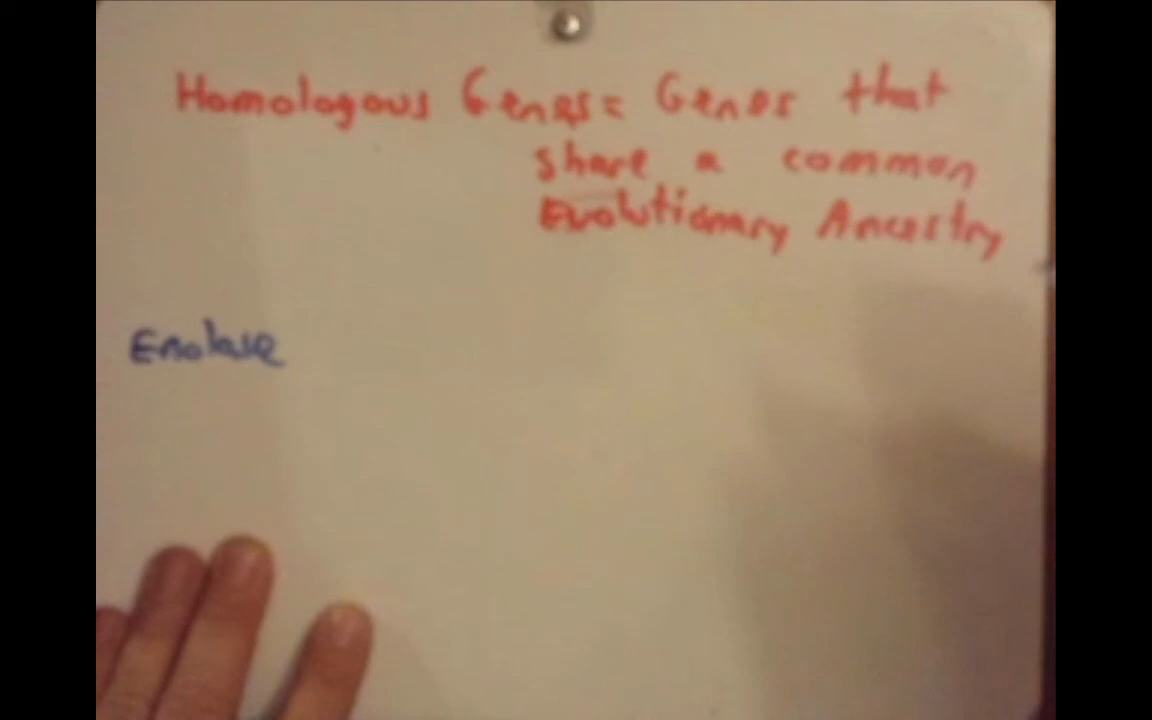 Homologous Genes = Genes that
share a common
Evolutionary Ancestry
Enolase